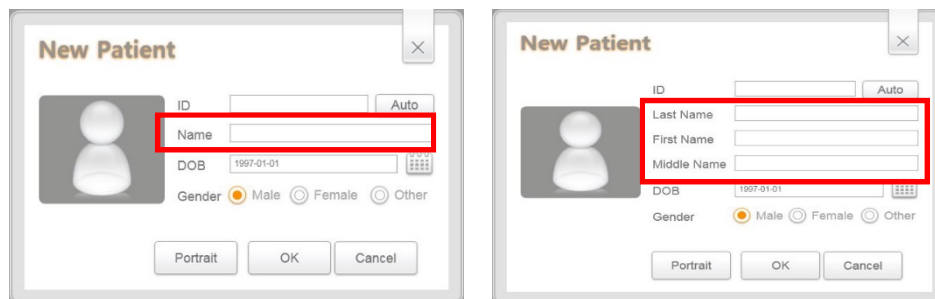 New Patient
ID
Auto
Name
DOB
1997-01-01
Gender Male Female Other
Portrait OK Cancel
New Patient
ID
Auto
Last Name
First Name
Middle Name
DOB
1997-01-01
Gender Male Female Other
Portrait OK Cancel